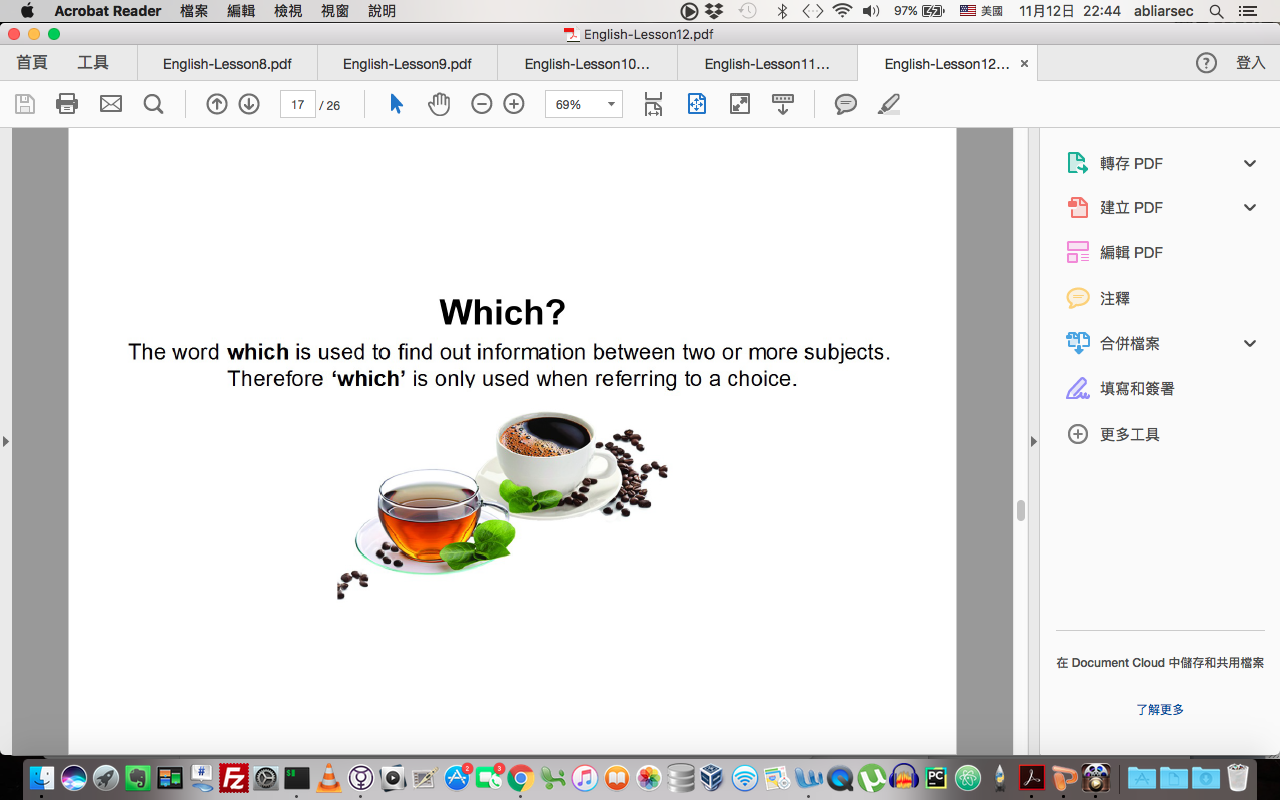 Acrobat Reader 檔案 編輯 檢視 視窗 說明 97% 美國 11月12日 22:44 abliarsec
English-Lesson12.pdf
首頁 工具 English-Lesson8.pdf English-Lesson9.pdf English-Lesson10... English-Lesson11... English-Lesson12... × ? 登入
17 / 26 69%
Which?
The word which is used to find out information between two or more subjects.
Therefore ‘which’ is only used when referring to a choice.
轉存 PDF
建立 PDF
編輯 PDF
注釋
合併檔案
填寫和簽署
更多工具
在 Document Cloud 中儲存和共用檔案
了解更多
# Fz $$ 2 3 PC